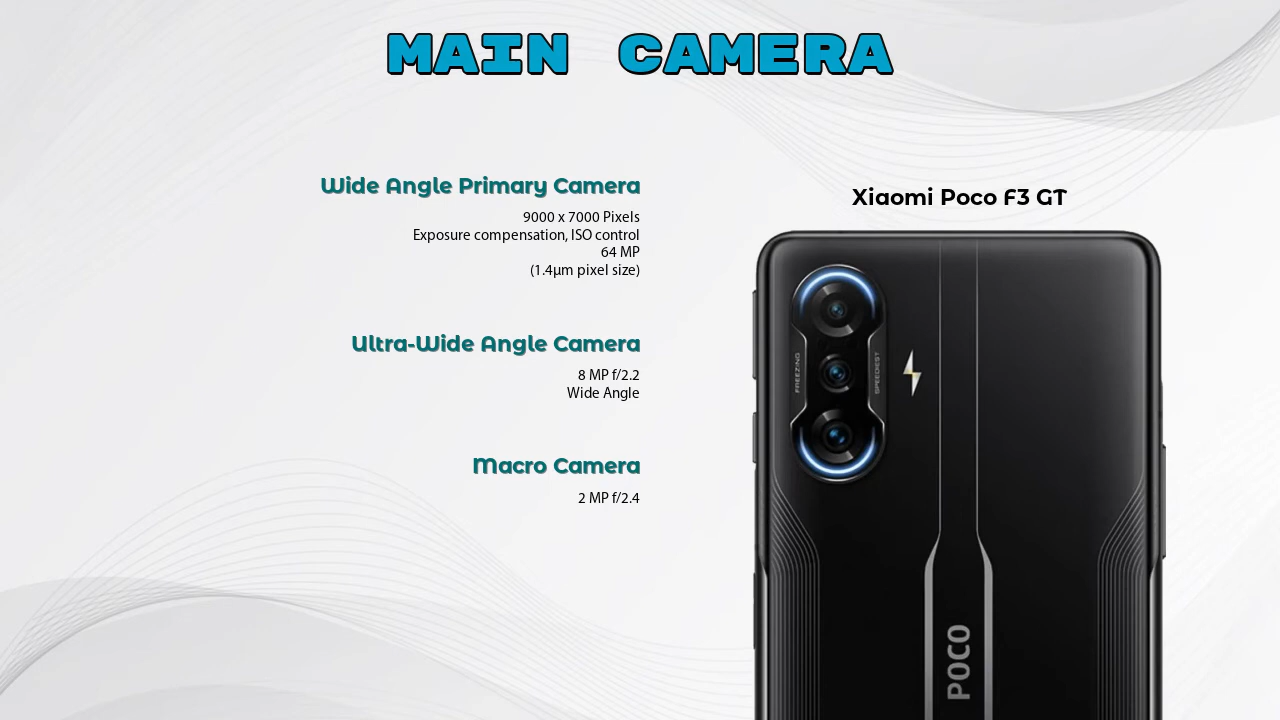 MAIN CAMERA
Wide Angle Primary Camera
9000 x 7000 Pixels
Exposure compensation, ISO control
64 MP
(1.4µm pixel size)
Ultra-Wide Angle Camera
8 MP f/2.2
Wide Angle
Macro Camera
2 MP f/2.4
Xiaomi Poco F3 GT
FREEZING
SPEEDIEST
POCO